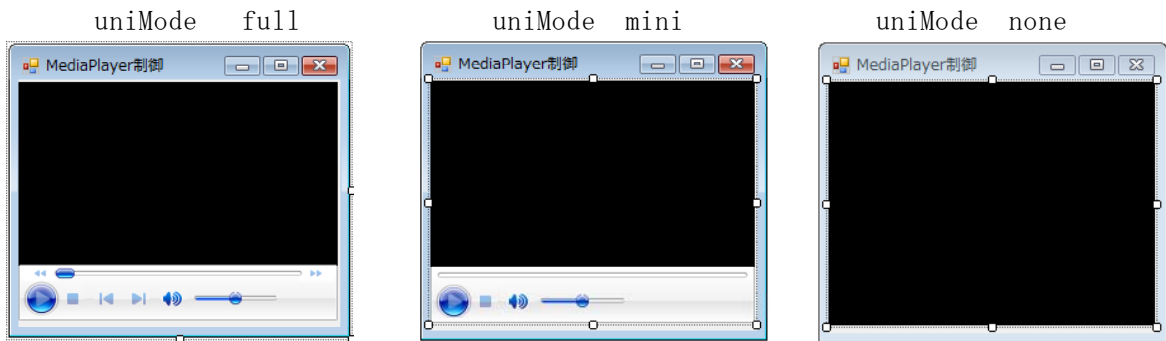 uniMode full
uniMode mini
uniMode none
MediaPlayer制御
MediaPlayer制御
MediaPlayer制御